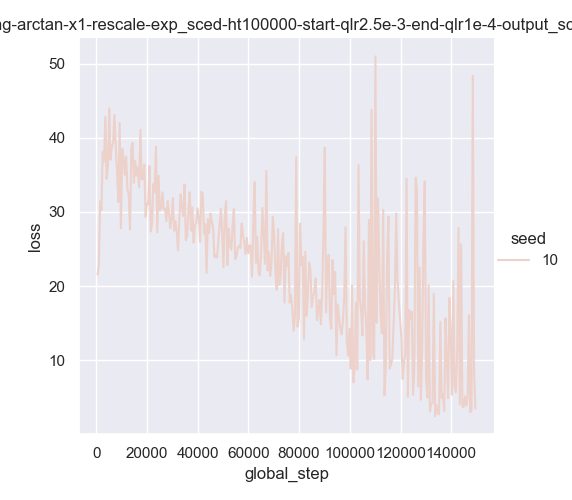 ng-arctan-x1-rescale-exp_sced-ht100000-start-qlr2.5e-3-end-qlr1e-4-output_sc
50
40
30
20
10
loss
seed
10
0 20000 40000 60000 80000 100000 120000 140000
global_step